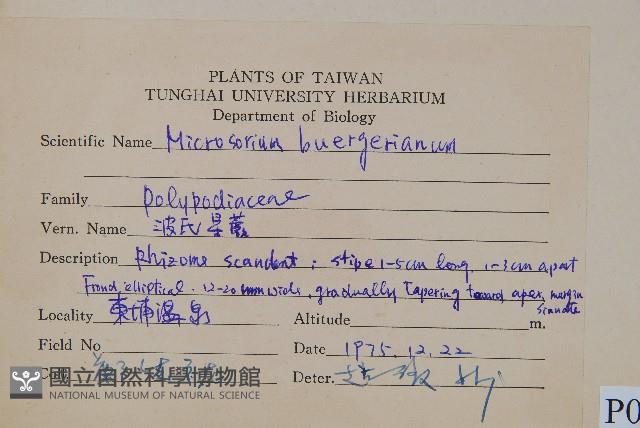 PLANTS OF TAIWAN
TUNGHAI UNIVERSITY HERBARIUM
Department of Biology
Scientific Name Microsorium buergerianum
Family Polypodiaceae
Vern. Name 波氏星蕨
Description Rhizome scandent; stipe 1-5cm long, 1-3cm apart
Frond elliptical. 12-20 wide, gradually Tapering toward apex, margin
sinuate
Locality 東埔溫泉 Altitude m.
Field No Date 1975.12.22
Deter.
國立自然科學博物館
NATIONAL MUSEUM OF NATURAL SCIENCE
P0